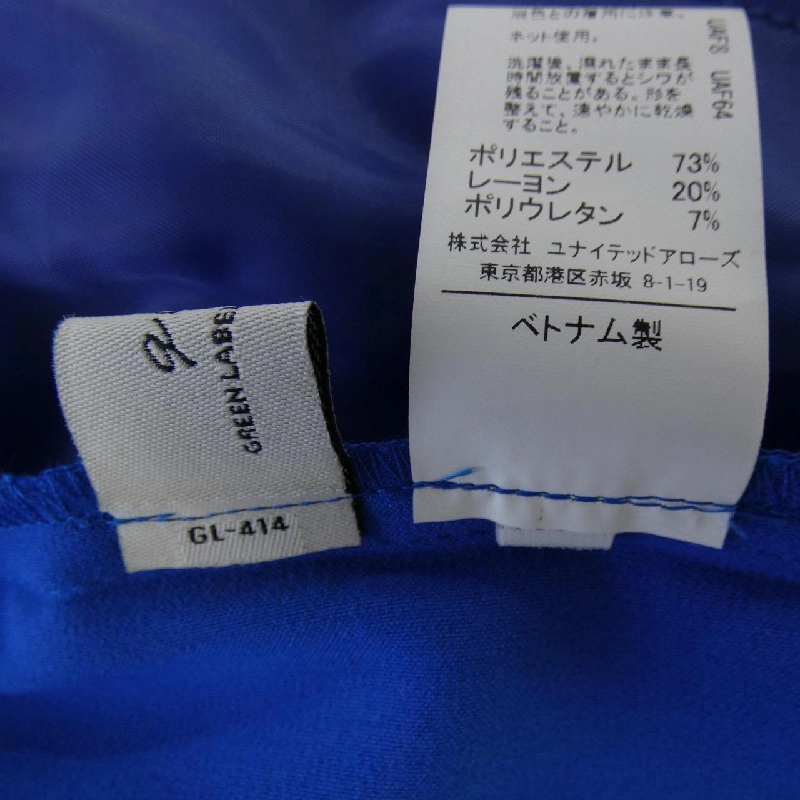 ネット使用。
洗濯後、濡れたまま長
時間放置するとシワが
残ることがある。形を
整えて、速やかに乾燥
すること。
ポリエステル 73%
レーヨン 20%
ポリウレタン 7%
株式会社 ユナイテッドアローズ
東京都港区赤坂 8-1-19
ベトナム製
UAF8 UAF64
GREEN LABE
GL-414